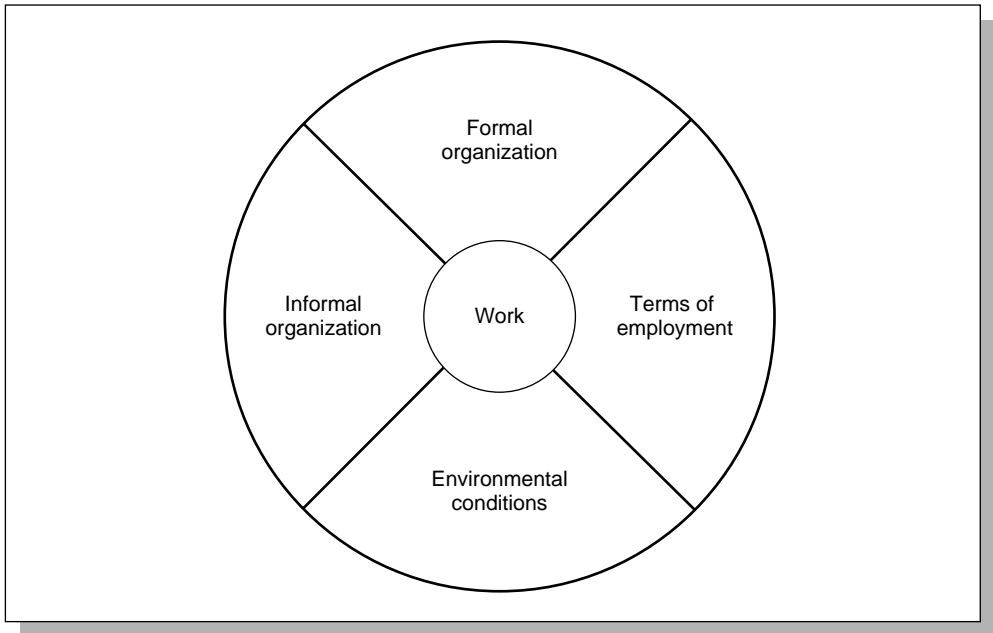 Formal
organization
Informal
organization
Work
Terms of
employment
Environmental
conditions